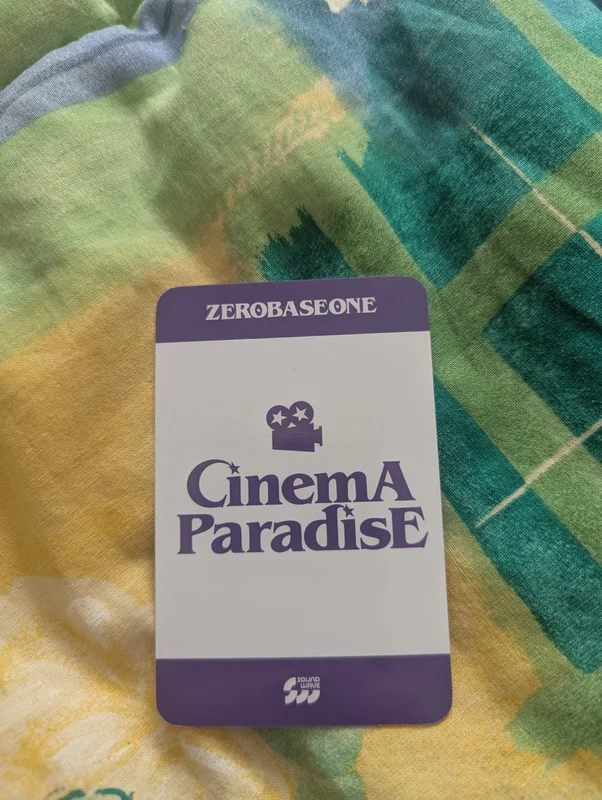 ZEROBASEONE
CinemA
ParadisE
SOUND
WAVE